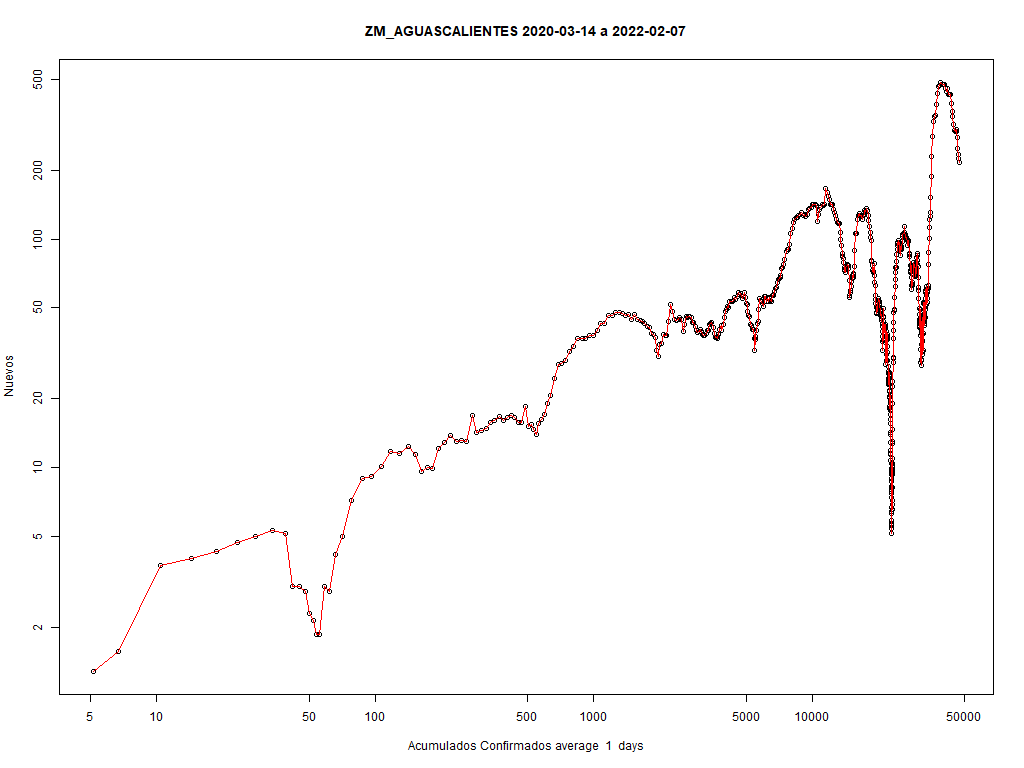 ZM_AGUASCALIENTES 2020-03-14 a 2022-02-07
500
200
100
50
20
10
5
2
Nuevos
5 10 50 100 500 1000 5000 10000 50000
Acumulados Confirmados average 1 days